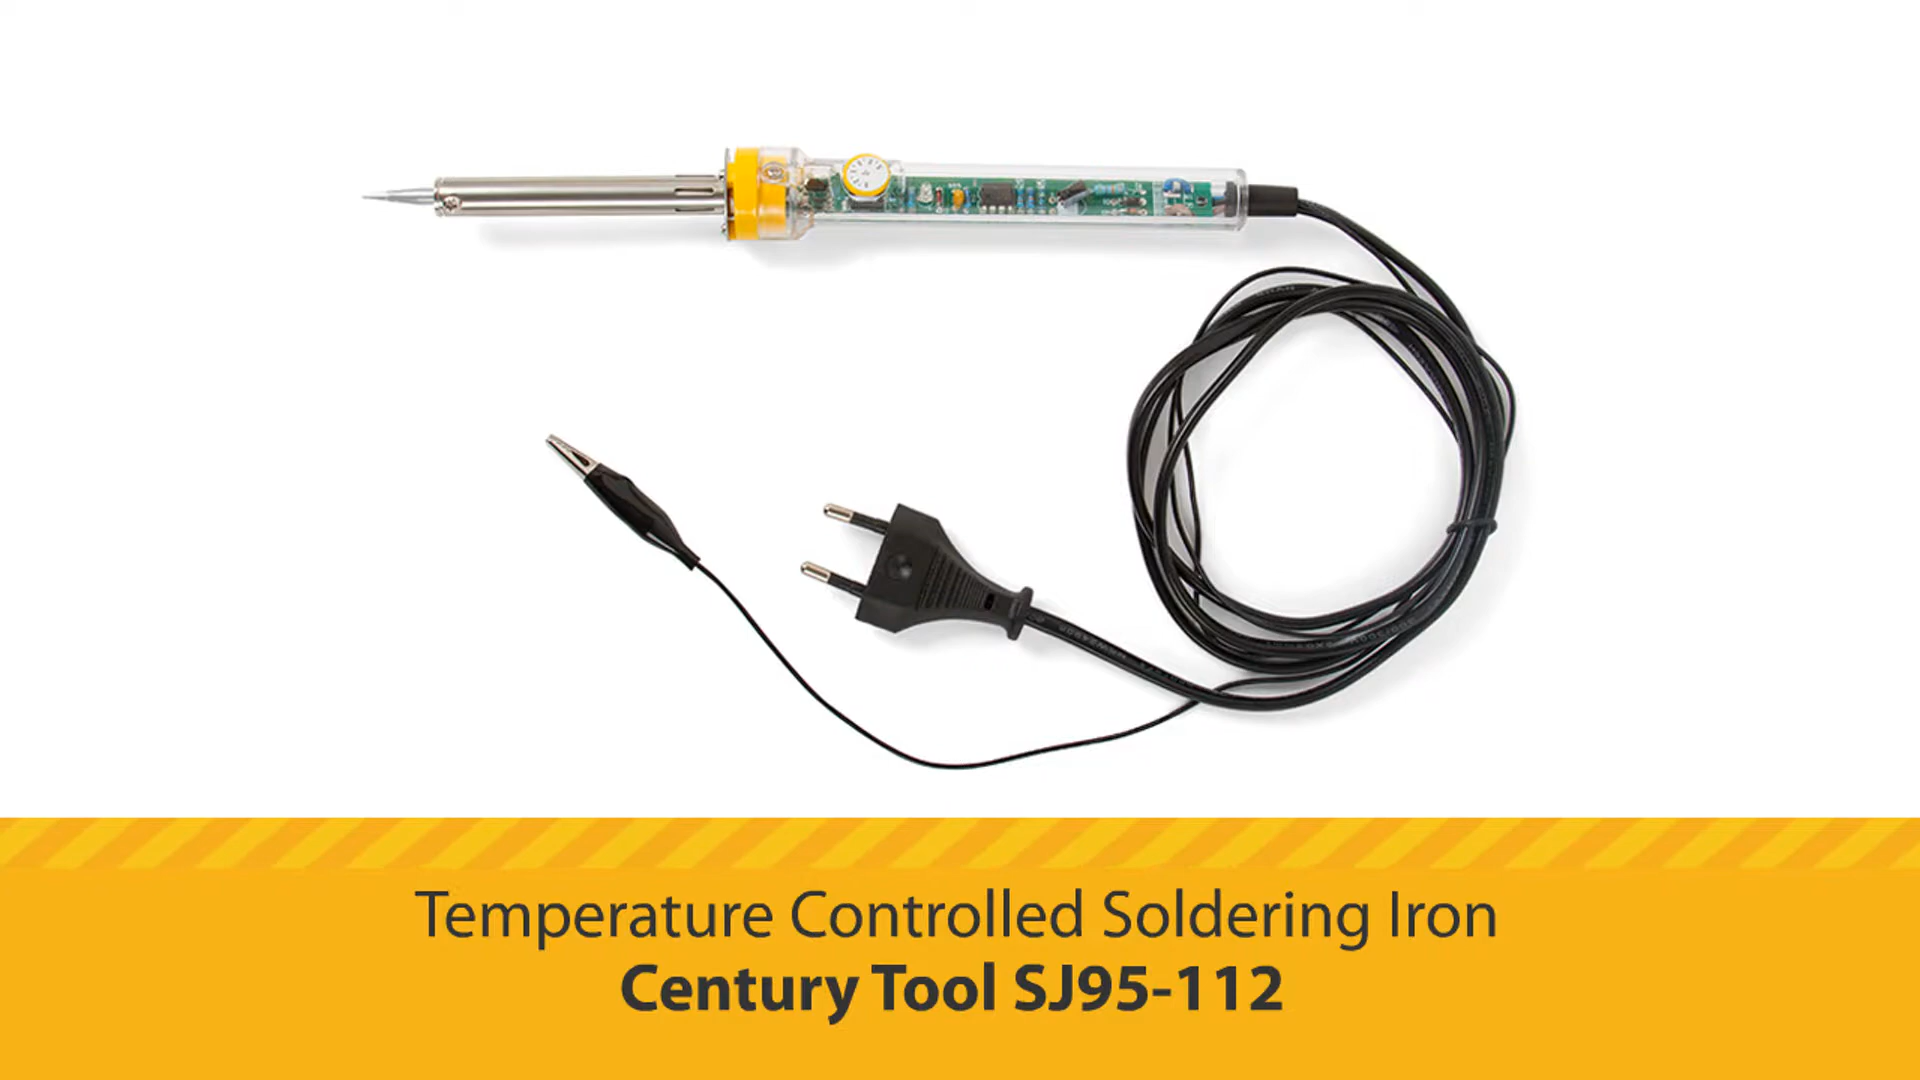 Temperature Controlled Soldering Iron
Century Tool SJ95-112